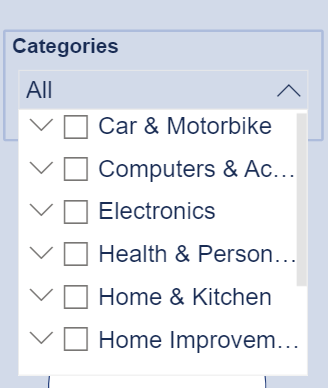 Categories
All
Car & Motorbike
Computers & Ac...
Electronics
Health & Person...
Home & Kitchen
Home Improvem...